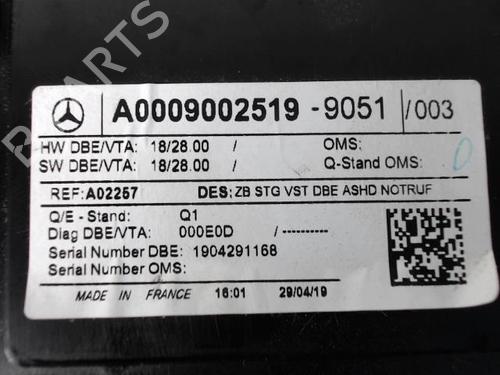 A0009002519 - 9051 /003
HW DBE/VTA: 18/28.00 / OMS:
SW DBE/VTA: 18/28.00 / Q-Stand OMS: 0
REF: A02257 DES: ZB STG VST DBE ASHD NOTRUF
Q/E - Stand: Q1
Diag DBE/VTA: 000E0D /----------
Serial Number DBE: 1904291168
Serial Number OMS:
MADE IN FRANCE 16:01 29/04/19
B-PARTS